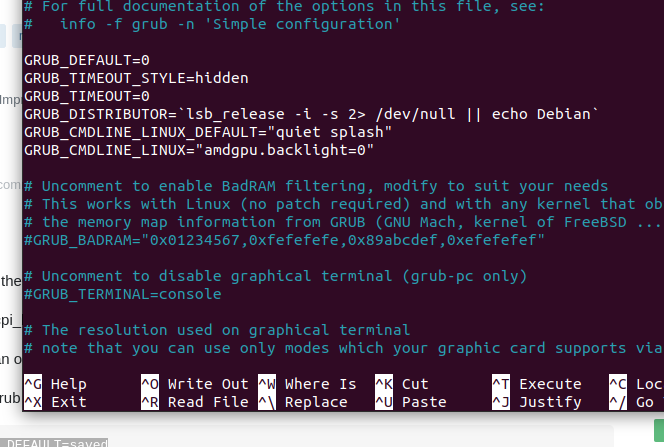 # For full documentation of the options in this file, see:
#   info -f grub -n 'Simple configuration'
GRUB_DEFAULT=0
GRUB_TIMEOUT_STYLE=hidden
GRUB_TIMEOUT=0
GRUB_DISTRIBUTOR=`lsb_release -i -s 2> /dev/null || echo Debian`
GRUB_CMDLINE_LINUX_DEFAULT="quiet splash"
GRUB_CMDLINE_LINUX="amdgpu.backlight=0"
# Uncomment to enable BadRAM filtering, modify to suit your needs
# This works with Linux (no patch required) and with any kernel that ob
# the memory map information from GRUB (GNU Mach, kernel of FreeBSD ...
#GRUB_BADRAM="0x01234567,0xfefefefe,0x89abcdef,0xefefefef"
# Uncomment to disable graphical terminal (grub-pc only)
#GRUB_TERMINAL=console
# The resolution used on graphical terminal
# note that you can use only modes which your graphic card supports via
^G Help ^O Write Out ^W Where Is ^K Cut ^T Execute ^C Loc
^X Exit ^R Read File ^\ Replace ^U Paste ^J Justify ^/ Go
Imp
com
the
cpi_
an o
rub
DEFAULT=saved